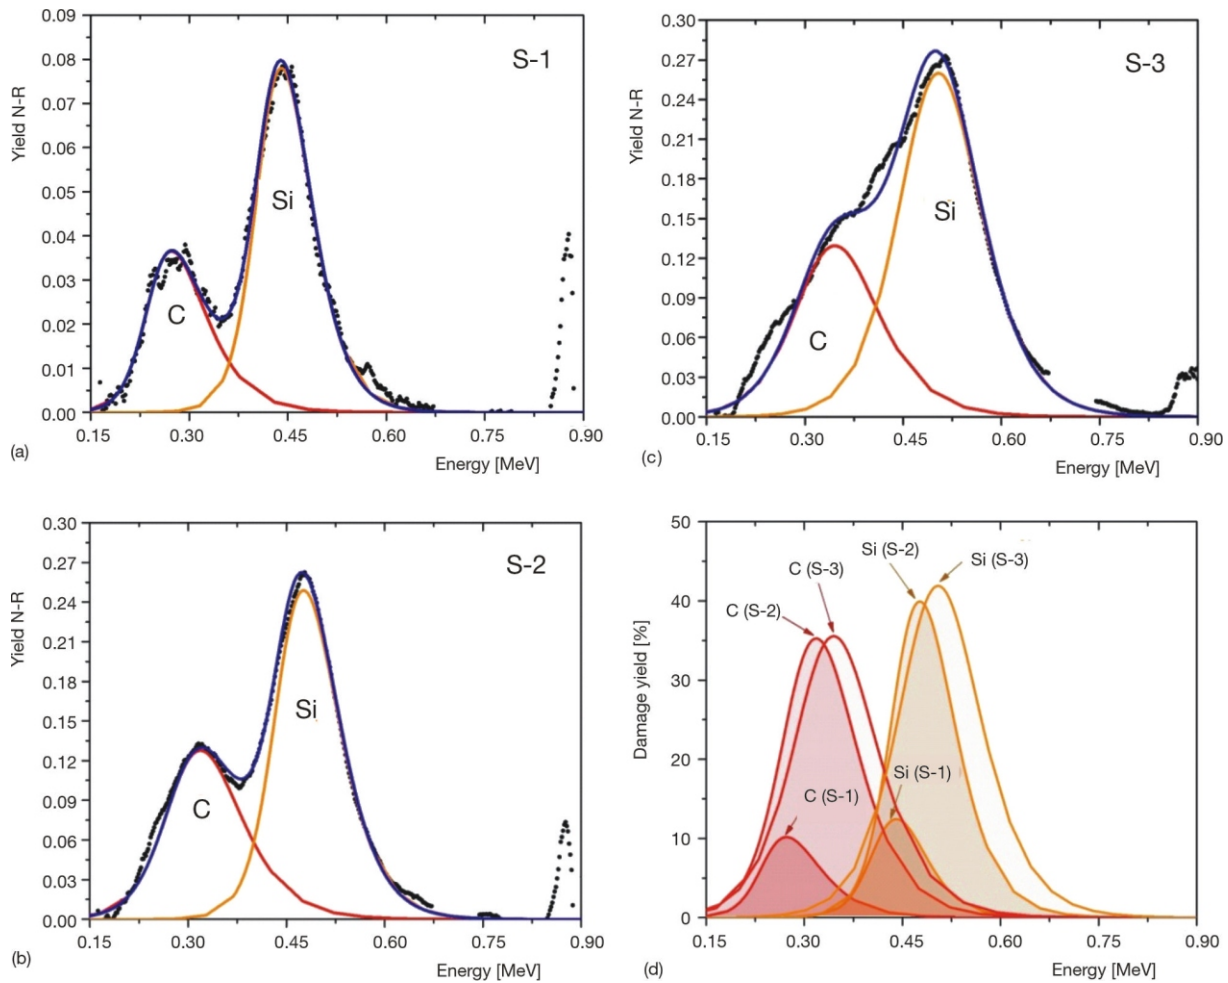 0.09
0.08
0.07
0.06
0.05
0.04
0.03
0.02
0.01
0.00
Yield N-R
S-1
C
Si
0.15 0.30 0.45 0.60 0.75 0.90
Energy [MeV]
(a)
0.30
0.27
0.24
0.21
0.18
0.15
0.12
0.09
0.06
0.03
0.00
Yield N-R
S-3
C
Si
0.15 0.30 0.45 0.60 0.75 0.90
Energy [MeV]
(c)
0.30
0.27
0.24
0.21
0.18
0.15
0.12
0.09
0.06
0.03
0.00
Yield N-R
S-2
C
Si
0.15 0.30 0.45 0.60 0.75 0.90
Energy [MeV]
(b)
50
40
30
20
10
0
Damage yield [%]
Si (S-2)
Si (S-3)
C (S-3)
C (S-2)
Si (S-1)
C (S-1)
0.15 0.30 0.45 0.60 0.75 0.90
Energy [MeV]
(d)